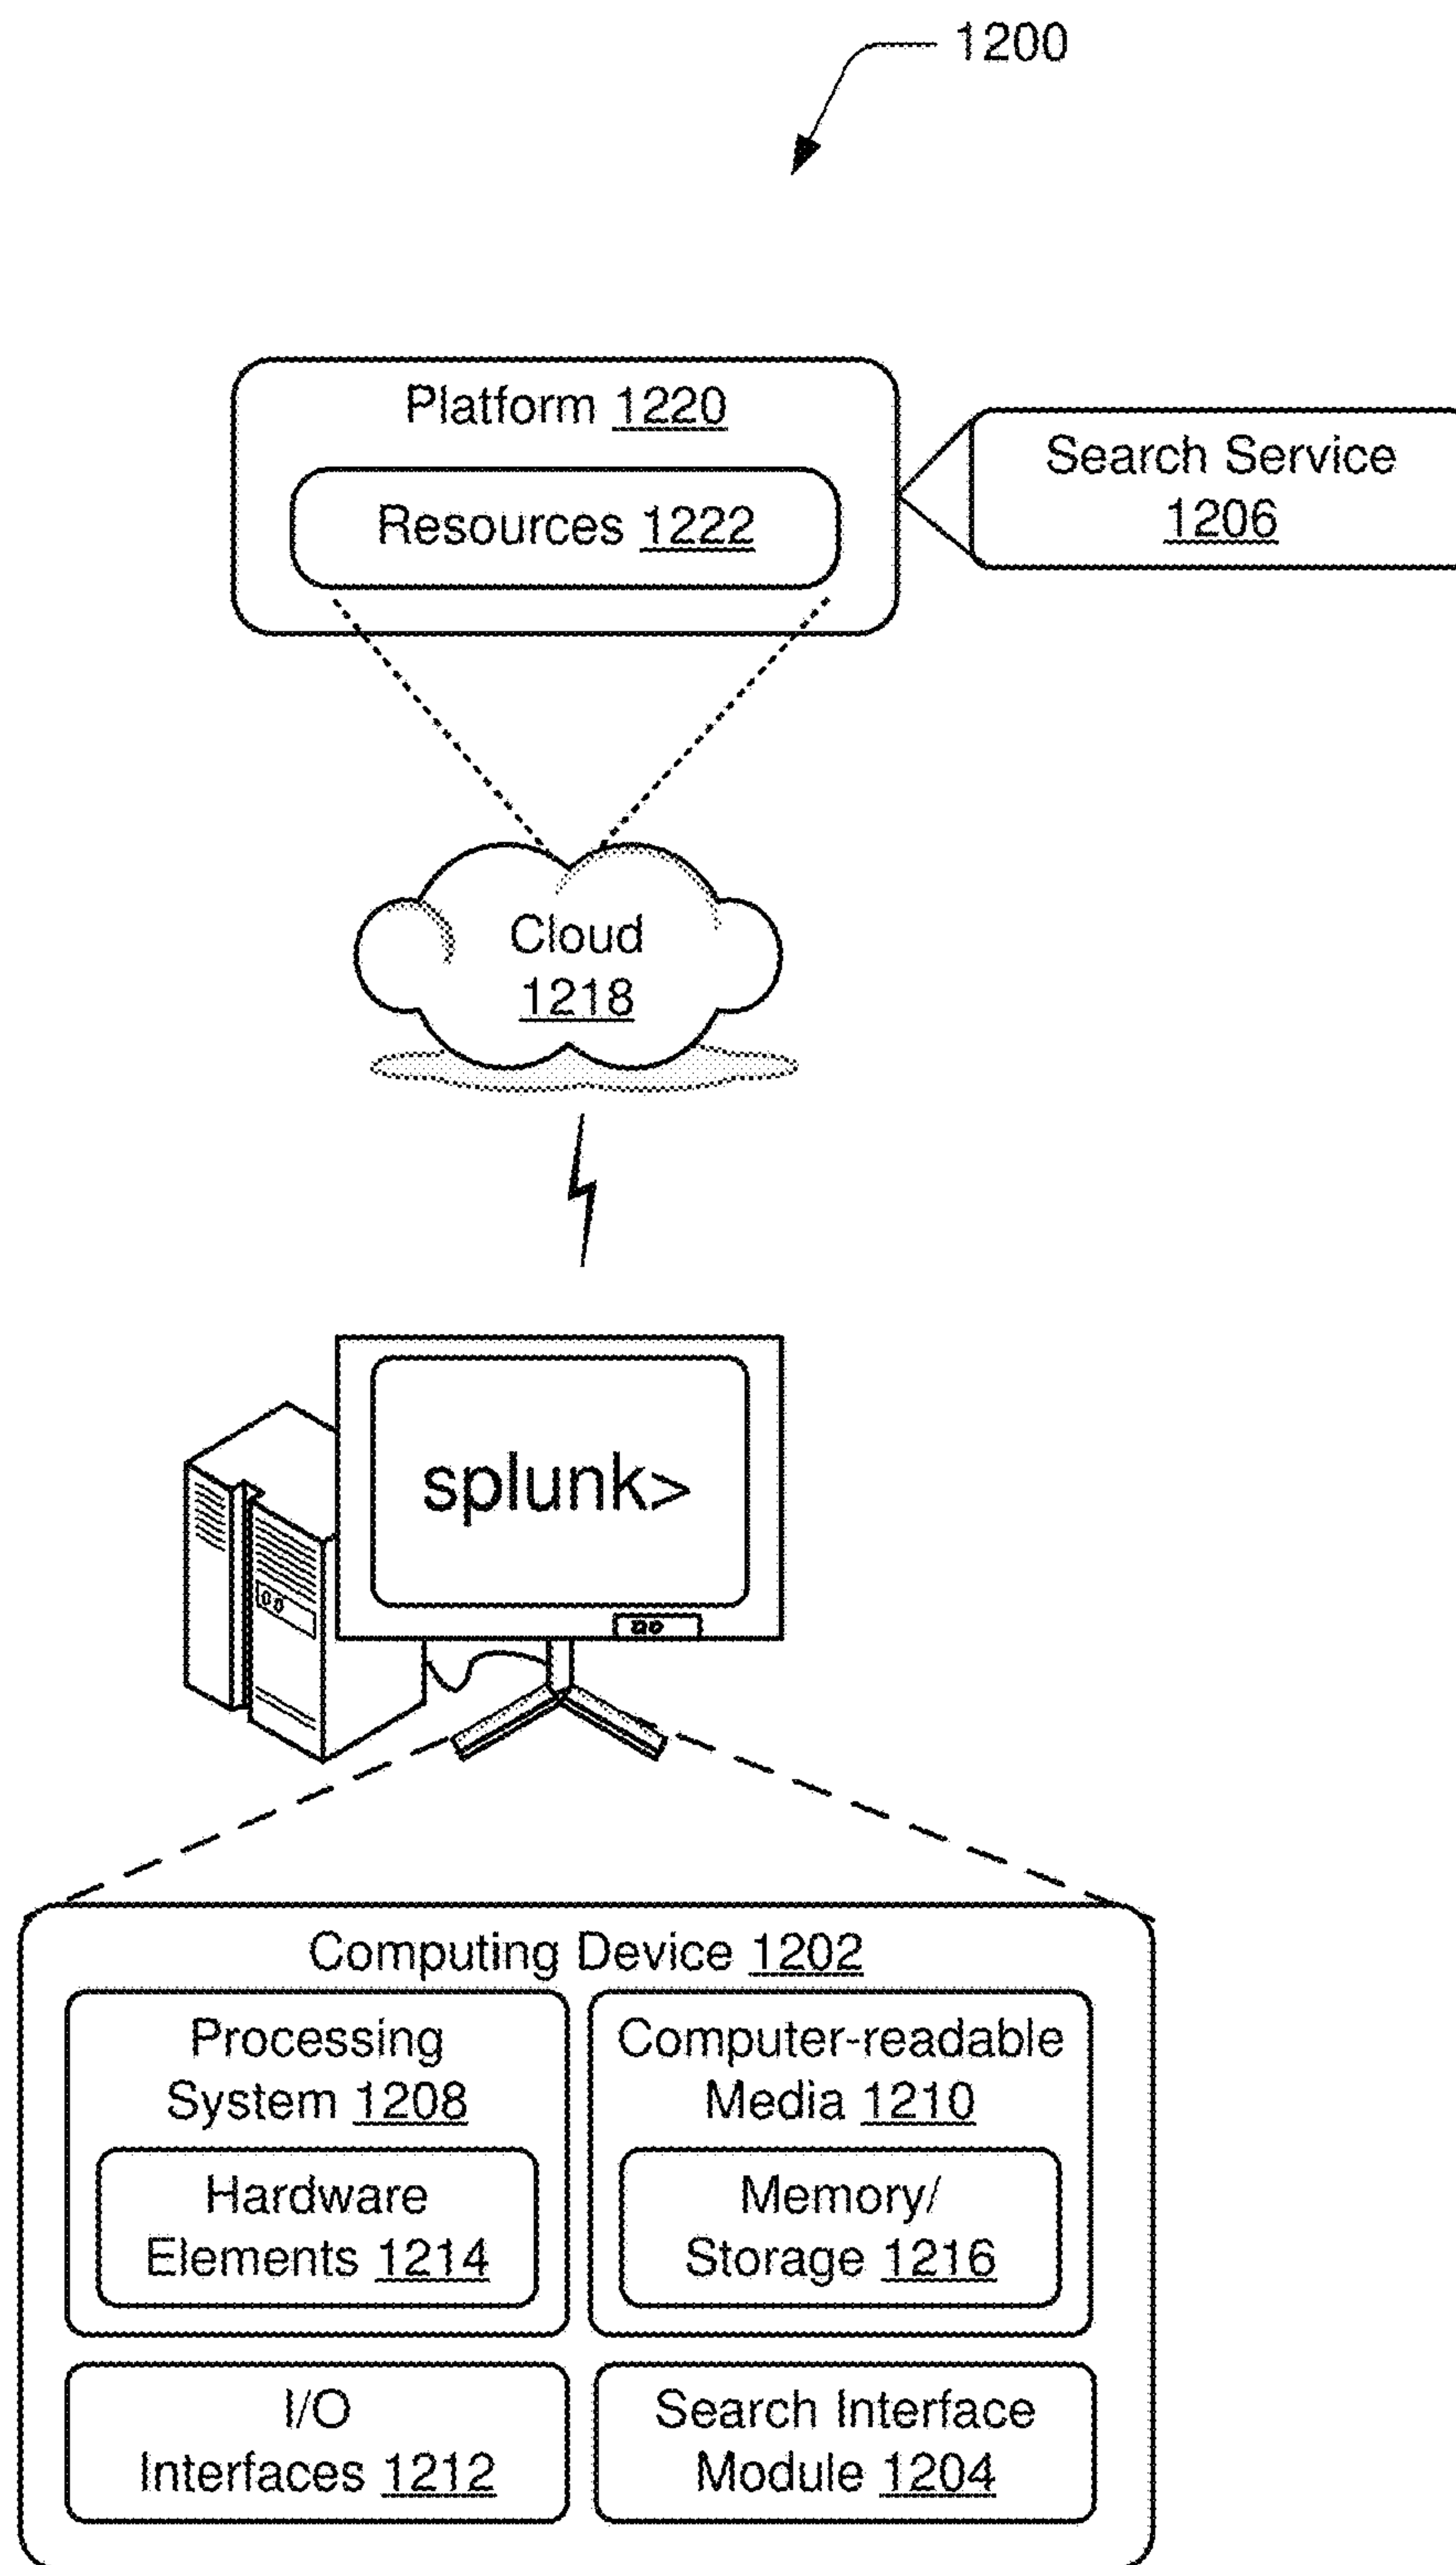 1200
Platform 1220
Resources 1222
Search Service
1206
Cloud
1218
splunk>
Computing Device 1202
Processing
System 1208
Hardware
Elements 1214
Computer-readable
Media 1210
Memory/
Storage 1216
I/O
Interfaces 1212
Search Interface
Module 1204